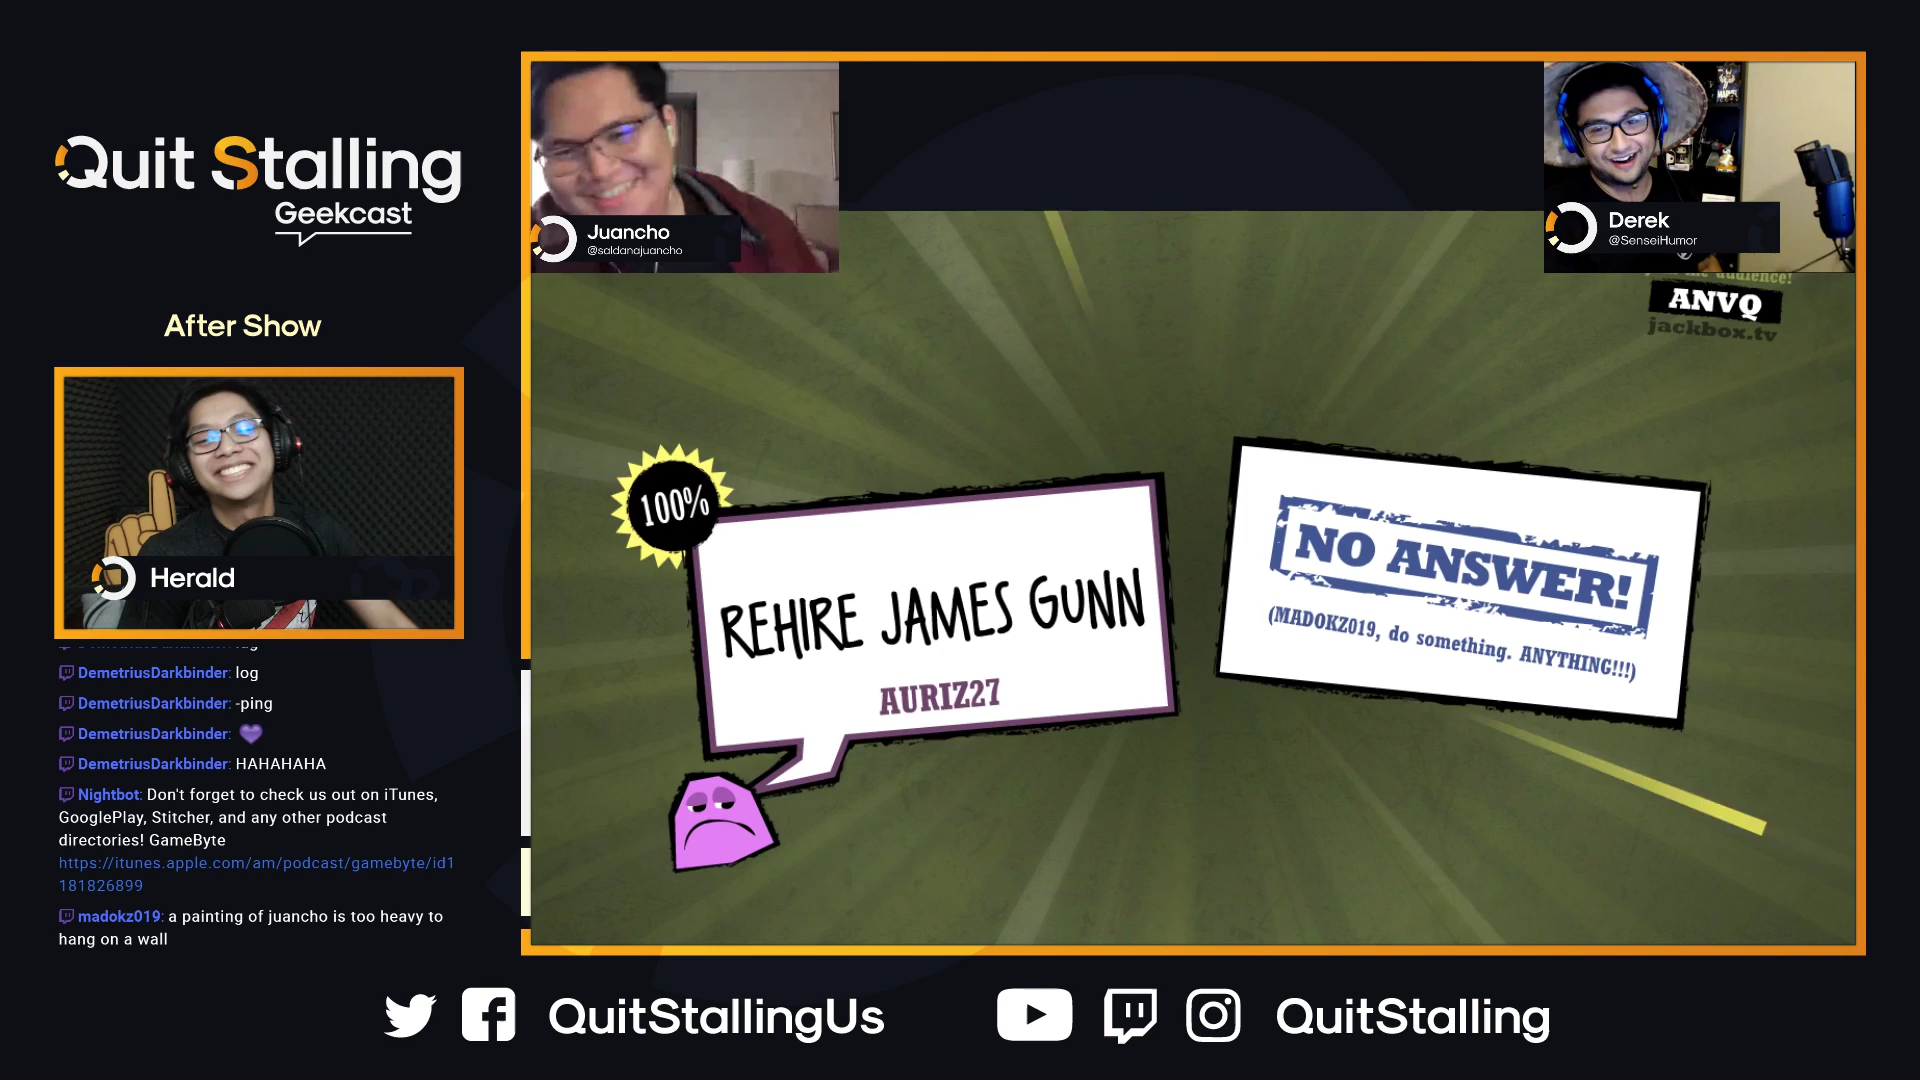 Quit Stalling
Geekcast
After Show
Herald
DemetriusDarkbinder: log
DemetriusDarkbinder: -ping
DemetriusDarkbinder:
DemetriusDarkbinder: HAHAHAHA
Nightbot: Don't forget to check us out on iTunes,
GooglePlay, Stitcher, and any other podcast
directories! GameByte
https://itunes.apple.com/am/podcast/gamebyte/id1
181826899
madokz019: a painting of juancho is too heavy to
hang on a wall
Juancho
@saldanajuancho
Derek
@SenseiHumor
audience!
ANVQ
jackbox.tv
100%
REHIRE JAMES GUNN
AURIZ27
NO ANSWER!
(MADOKZ019, do something. ANYTHING!!!)
QuitStallingUs
QuitStalling